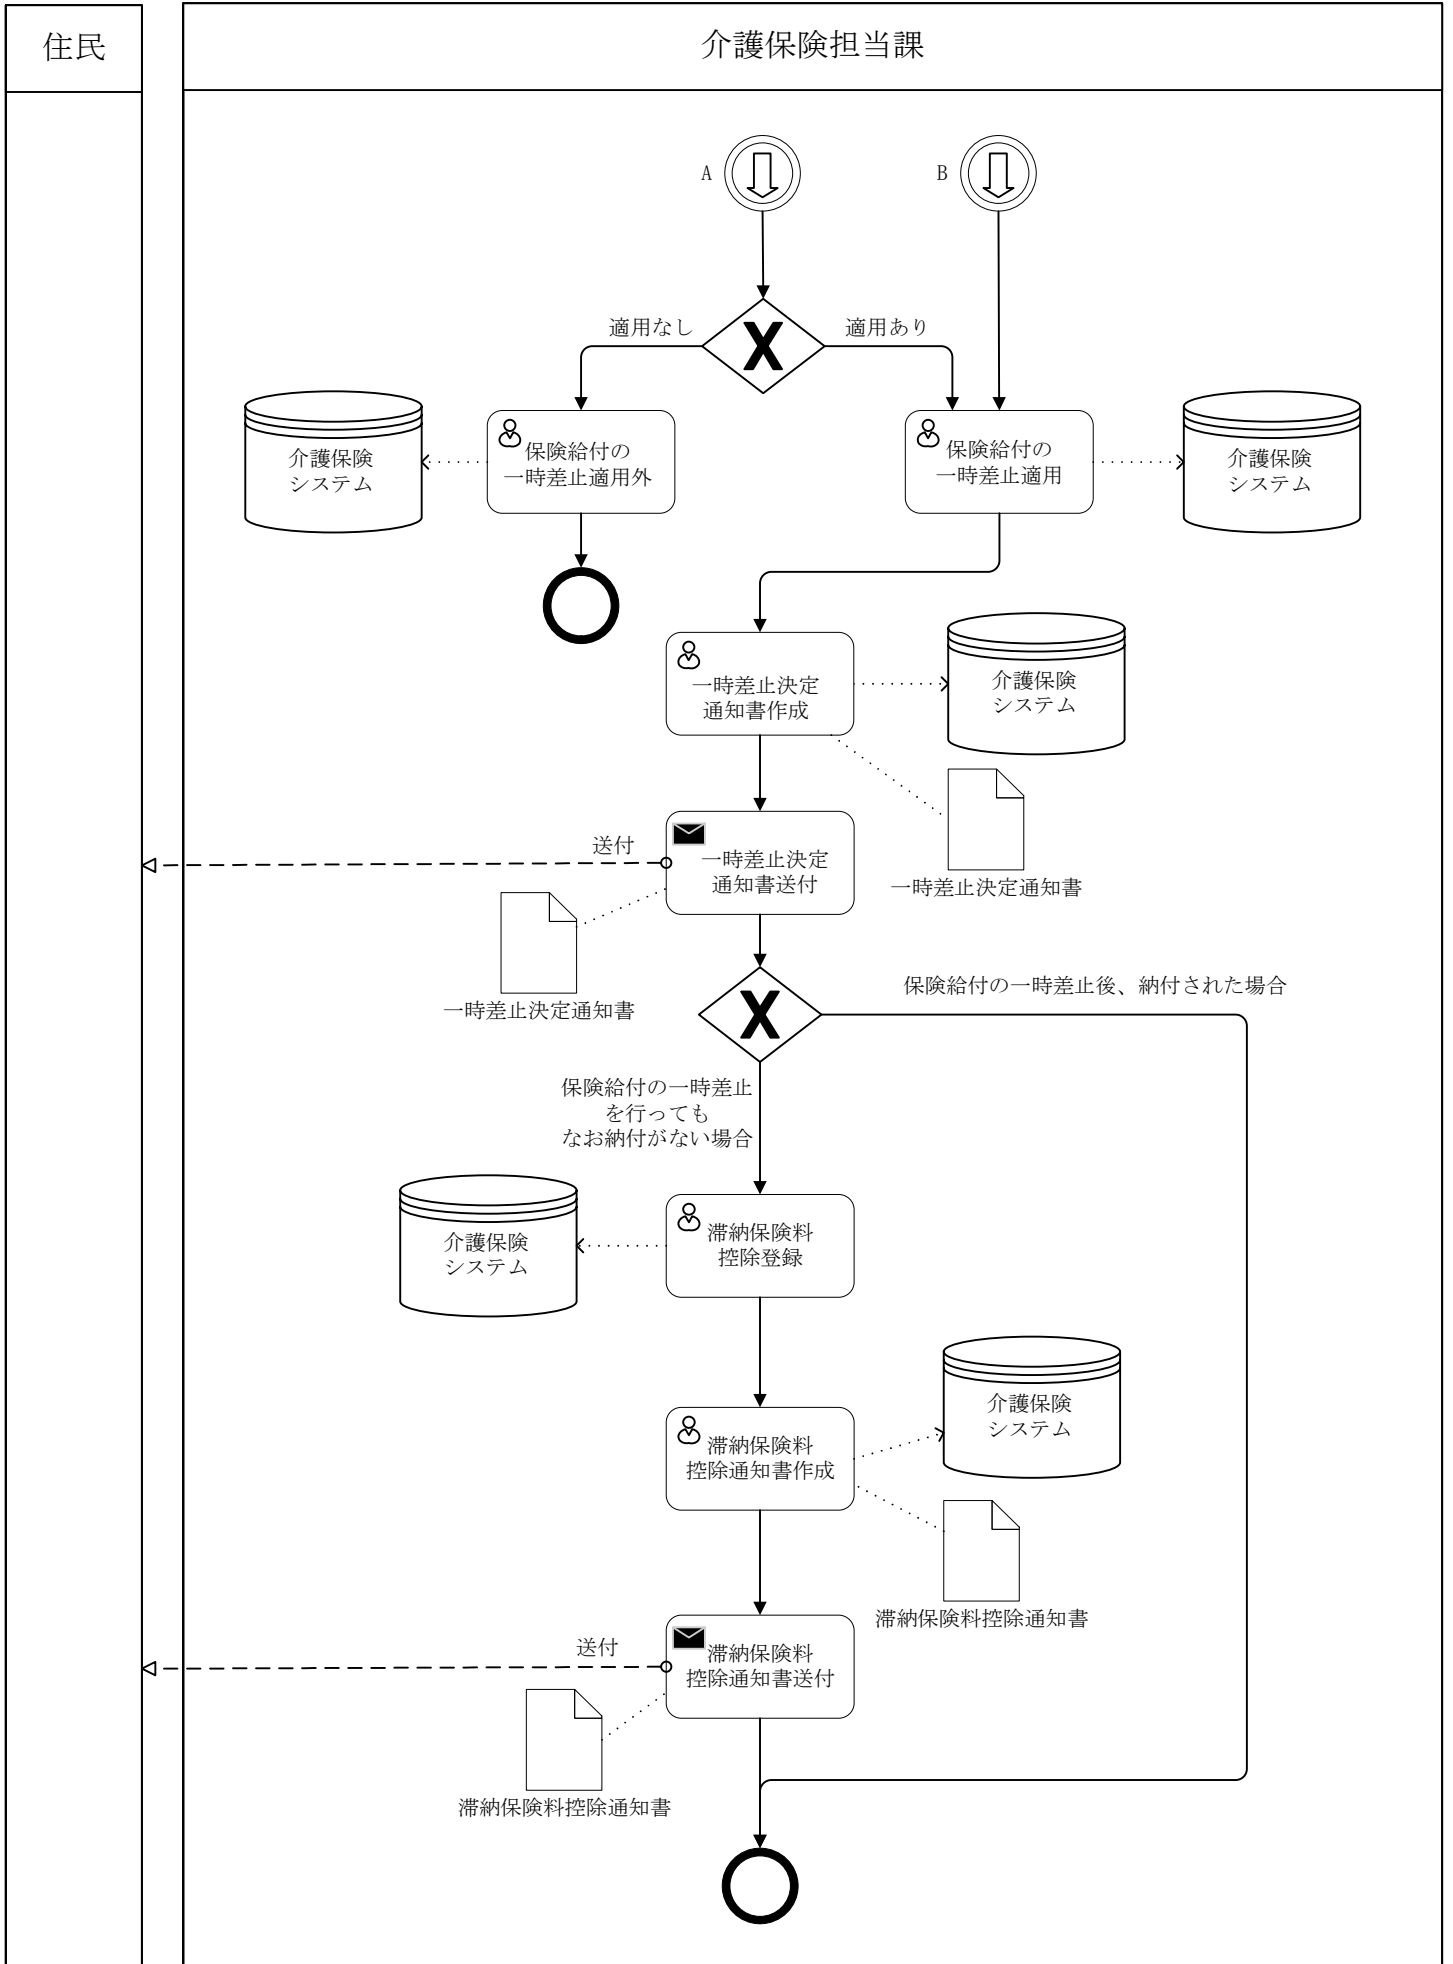 住民
介護保険担当課
A
B
適用なし
適用あり
介護保険
システム
保険給付の
一時差止適用外
保険給付の
一時差止適用
介護保険
システム
一時差止決定
通知書作成
介護保険
システム
送付
一時差止決定
通知書送付
一時差止決定通知書
一時差止決定通知書
保険給付の一時差止後、納付された場合
保険給付の一時差止
を行っても
なお納付がない場合
介護保険
システム
滞納保険料
控除登録
滞納保険料
控除通知書作成
介護保険
システム
滞納保険料控除通知書
送付
滞納保険料
控除通知書送付
滞納保険料控除通知書